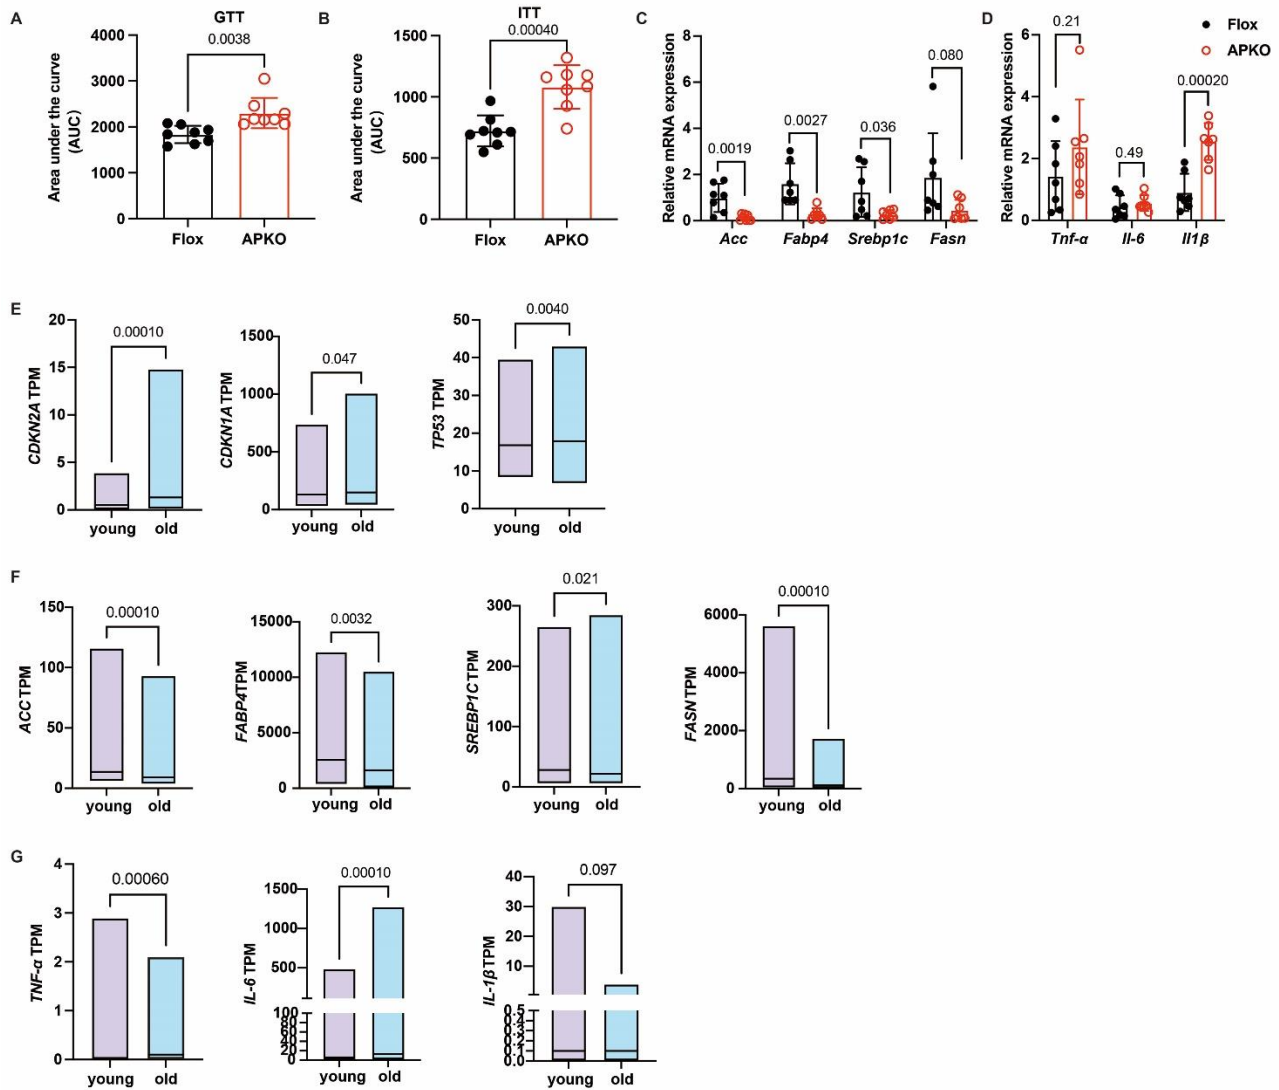 A
GTT
0.0038
Area under the curve
(AUC)
4000
3000
2000
1000
0
Flox
APKO
B
ITT
0.00040
Area under the curve
(AUC)
1500
1000
500
0
Flox
APKO
C
Relative mRNA expression
8
6
4
2
0
0.0019
0.0027
0.036
0.080
Acc
Fabp4
Srebp1c
Fasn
D
Relative mRNA expression
6
4
2
0
0.21
0.49
0.00020
Tnf-α
Il-6
Il1β
Flox
APKO
E
CDKN2A TPM
20
15
10
5
0
0.00010
young
old
CDKN1A TPM
1500
1000
500
0
0.047
young
old
TP53 TPM
50
40
30
20
10
0
0.0040
young
old
F
ACC TPM
150
100
50
0
0.00010
young
old
FABP4 TPM
15000
10000
5000
0
0.0032
young
old
SREBP1C TPM
300
200
100
0
0.021
young
old
FASN TPM
6000
4000
2000
0
0.00010
young
old
G
TNF-α TPM
4
3
2
1
0
0.00060
young
old
IL-6 TPM
1500
1000
500
100
80
60
40
20
0
0.00010
young
old
IL-1β TPM
40
30
20
10
0.5
0.4
0.3
0.2
0.1
0.0
0.097
young
old